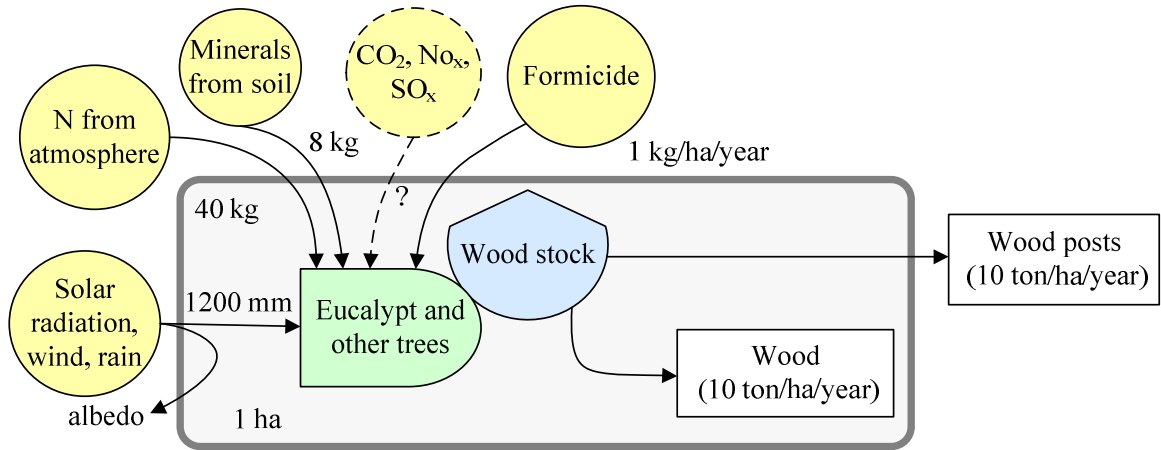 Minerals
from soil
CO2, Nox,
SOx
Formicide
N from
atmosphere
8 kg
1 kg/ha/year
?
40 kg
Wood stock
Wood posts
(10 ton/ha/year)
Solar
radiation,
wind, rain
1200 mm
Eucalypt and
other trees
Wood
(10 ton/ha/year)
albedo
1 ha